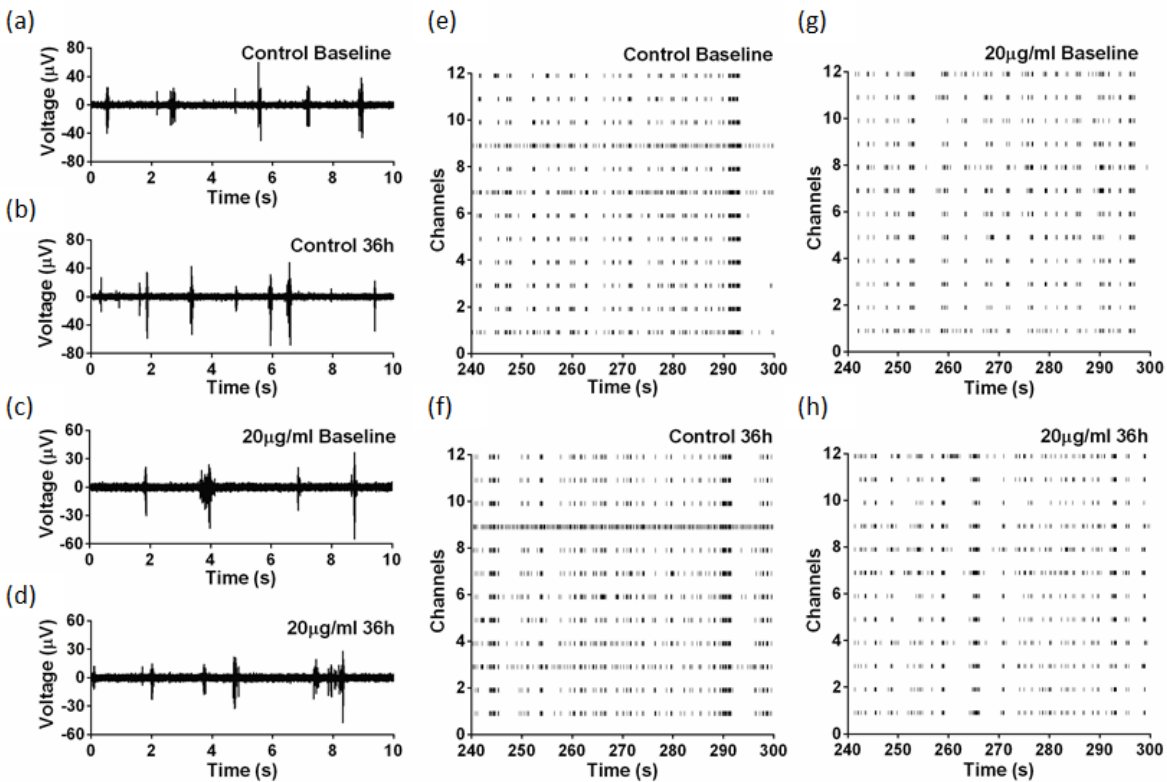 (a)
Control Baseline
Voltage (µV)
80
40
0
-40
-80
0 2 4 6 8 10
Time (s)
(b)
Control 36h
Voltage (µV)
80
40
0
-40
-80
0 2 4 6 8 10
Time (s)
(c)
20µg/ml Baseline
Voltage (µV)
60
30
0
-30
-60
0 2 4 6 8 10
Time (s)
(d)
20µg/ml 36h
Voltage (µV)
60
30
0
-30
-60
0 2 4 6 8 10
Time (s)
(e)
Control Baseline
Channels
12
10
8
6
4
2
0
240 250 260 270 280 290 300
Time (s)
(f)
Control 36h
Channels
12
10
8
6
4
2
0
240 250 260 270 280 290 300
Time (s)
(g)
20µg/ml Baseline
Channels
12
10
8
6
4
2
0
240 250 260 270 280 290 300
Time (s)
(h)
20µg/ml 36h
Channels
12
10
8
6
4
2
0
240 250 260 270 280 290 300
Time (s)